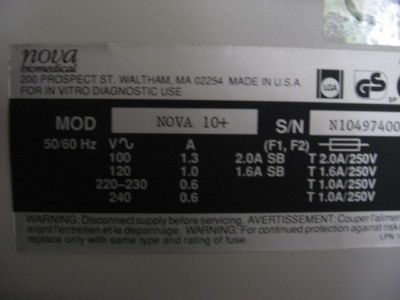 nova
biomedical
200 PROSPECT ST. WALTHAM, MA 02254 MADE IN U.S.A.
FOR IN VITRO DIAGNOSTIC USE
LGA
GS
MOD NOVA 10+ S/N N10497400
50/60 Hz V~ A (F1, F2)
100 1.3 2.0A SB T 2.0A/250V
120 1.0 1.6A SB T 1.6A/250V
220-230 0.6 T 1.0A/250V
240 0.6 T 1.0A/250V
WARNING: Disconnect supply before servicing. AVERTISSEMENT: Couper l'alimen
avant l'entretien et le depannage. WARNING: For continued protection against risk
replace only with same type and rating of fuse.
LPN